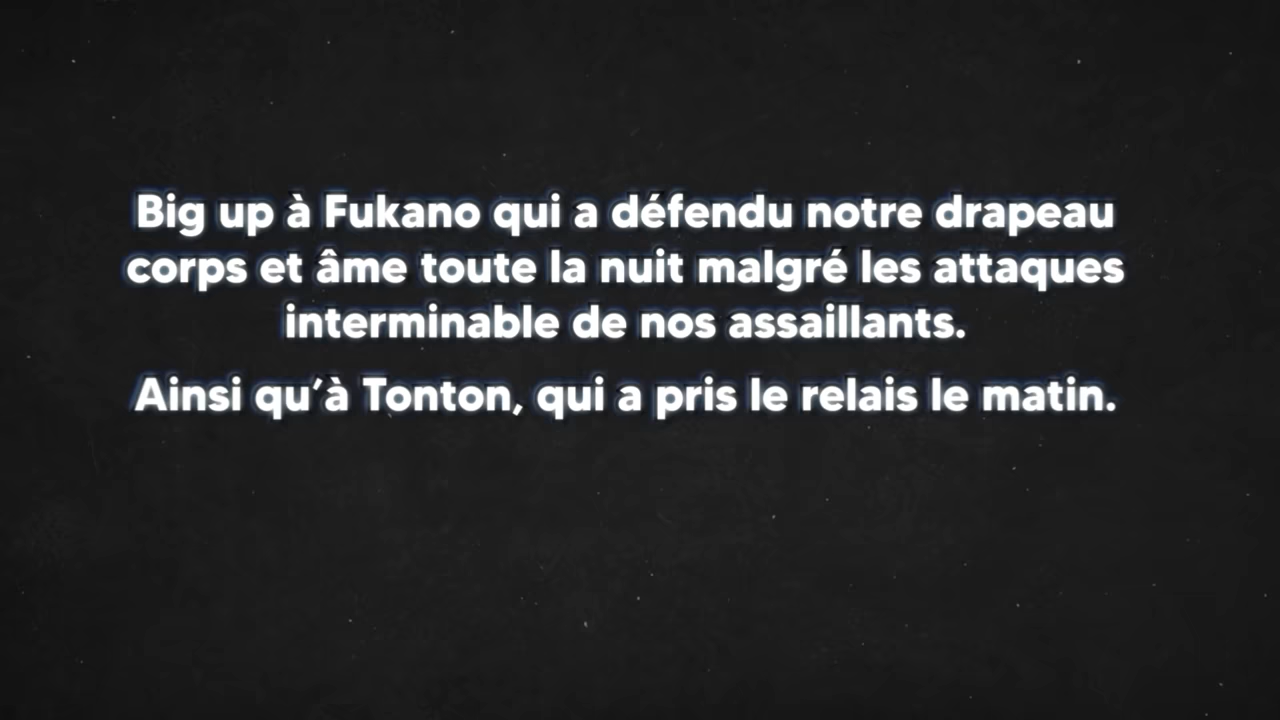 Big up à Fukano qui a défendu notre drapeau
corps et âme toute la nuit malgré les attaques
interminable de nos assaillants.
Ainsi qu’à Tonton, qui a pris le relais le matin.